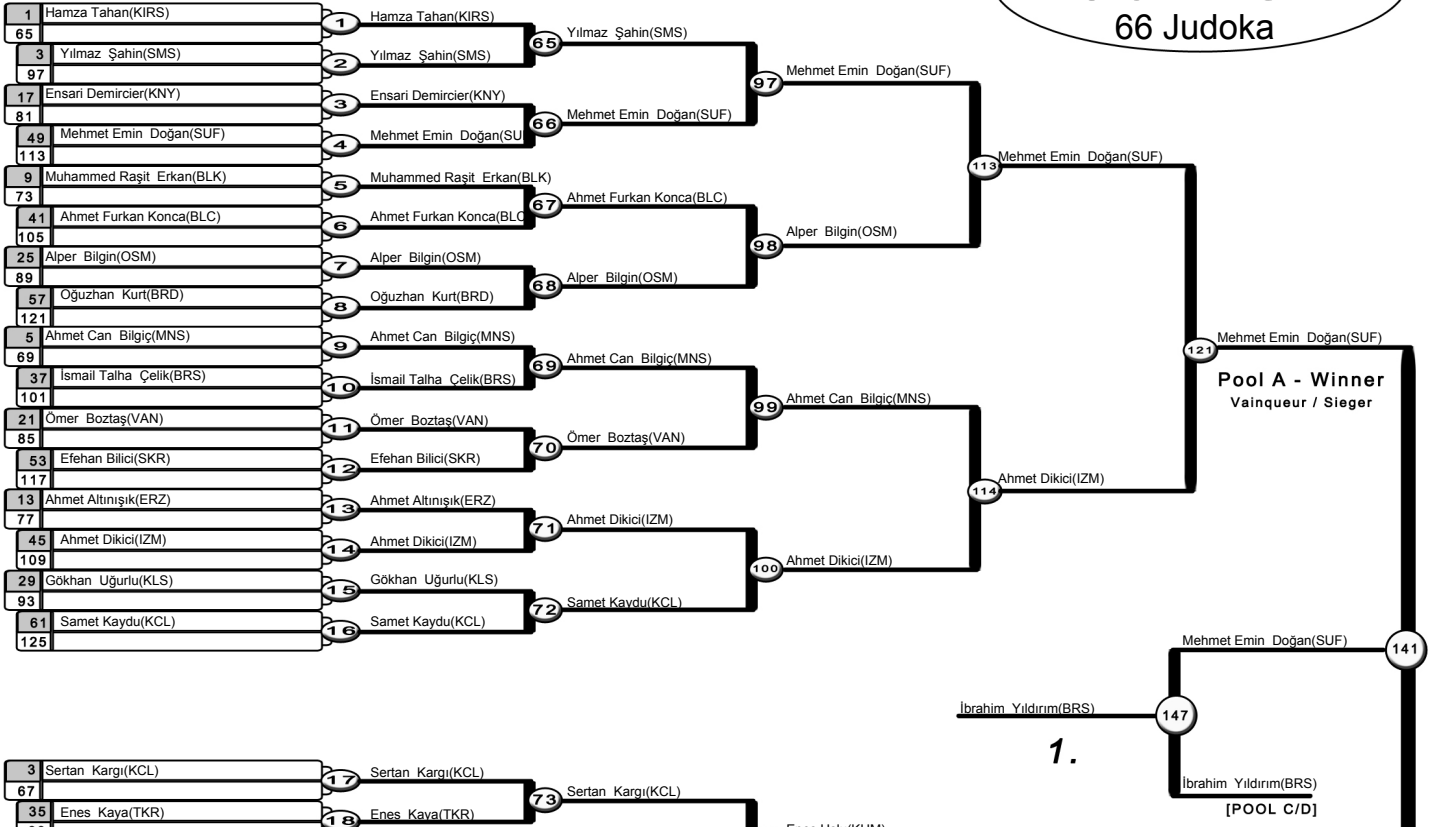 66 Judoka
1 Hamza Tahan(KIRS)
65
3 Yılmaz Şahin(SMS)
97
17 Ensari Demircier(KNY)
81
49 Mehmet Emin Doğan(SUF)
113
9 Muhammed Raşit Erkan(BLK)
73
41 Ahmet Furkan Konca(BLC)
105
25 Alper Bilgin(OSM)
89
57 Oğuzhan Kurt(BRD)
121
5 Ahmet Can Bilgiç(MNS)
69
37 İsmail Talha Çelik(BRS)
101
21 Ömer Boztaş(VAN)
85
53 Efehan Bilici(SKR)
117
13 Ahmet Altınışık(ERZ)
77
45 Ahmet Dikici(IZM)
109
29 Gökhan Uğurlu(KLS)
93
61 Samet Kaydu(KCL)
125
1 Hamza Tahan(KIRS)
2 Yılmaz Şahin(SMS)
3 Ensari Demircier(KNY)
4 Mehmet Emin Doğan(SU
5 Muhammed Raşit Erkan(BLK)
6 Ahmet Furkan Konca(BLC
7 Alper Bilgin(OSM)
8 Oğuzhan Kurt(BRD)
9 Ahmet Can Bilgiç(MNS)
10 İsmail Talha Çelik(BRS)
11 Ömer Boztaş(VAN)
12 Efehan Bilici(SKR)
13 Ahmet Altınışık(ERZ)
14 Ahmet Dikici(IZM)
15 Gökhan Uğurlu(KLS)
16 Samet Kaydu(KCL)
65 Yılmaz Şahin(SMS)
66 Mehmet Emin Doğan(SUF)
67 Ahmet Furkan Konca(BLC)
68 Alper Bilgin(OSM)
69 Ahmet Can Bilgiç(MNS)
70 Ömer Boztaş(VAN)
71 Ahmet Dikici(IZM)
72 Samet Kaydu(KCL)
97 Mehmet Emin Doğan(SUF)
98 Alper Bilgin(OSM)
99 Ahmet Can Bilgiç(MNS)
100 Ahmet Dikici(IZM)
113 Mehmet Emin Doğan(SUF)
114 Ahmet Dikici(IZM)
121 Mehmet Emin Doğan(SUF)
Pool A - Winner
Vainqueur / Sieger
Mehmet Emin Doğan(SUF) 141
İbrahim Yıldırım(BRS) 147
1.
İbrahim Yıldırım(BRS)
[POOL C/D]
3 Sertan Kargı(KCL)
67
35 Enes Kaya(TKR)
17 Sertan Kargı(KCL)
18 Enes Kaya(TKR)
73 Sertan Kargı(KCL)